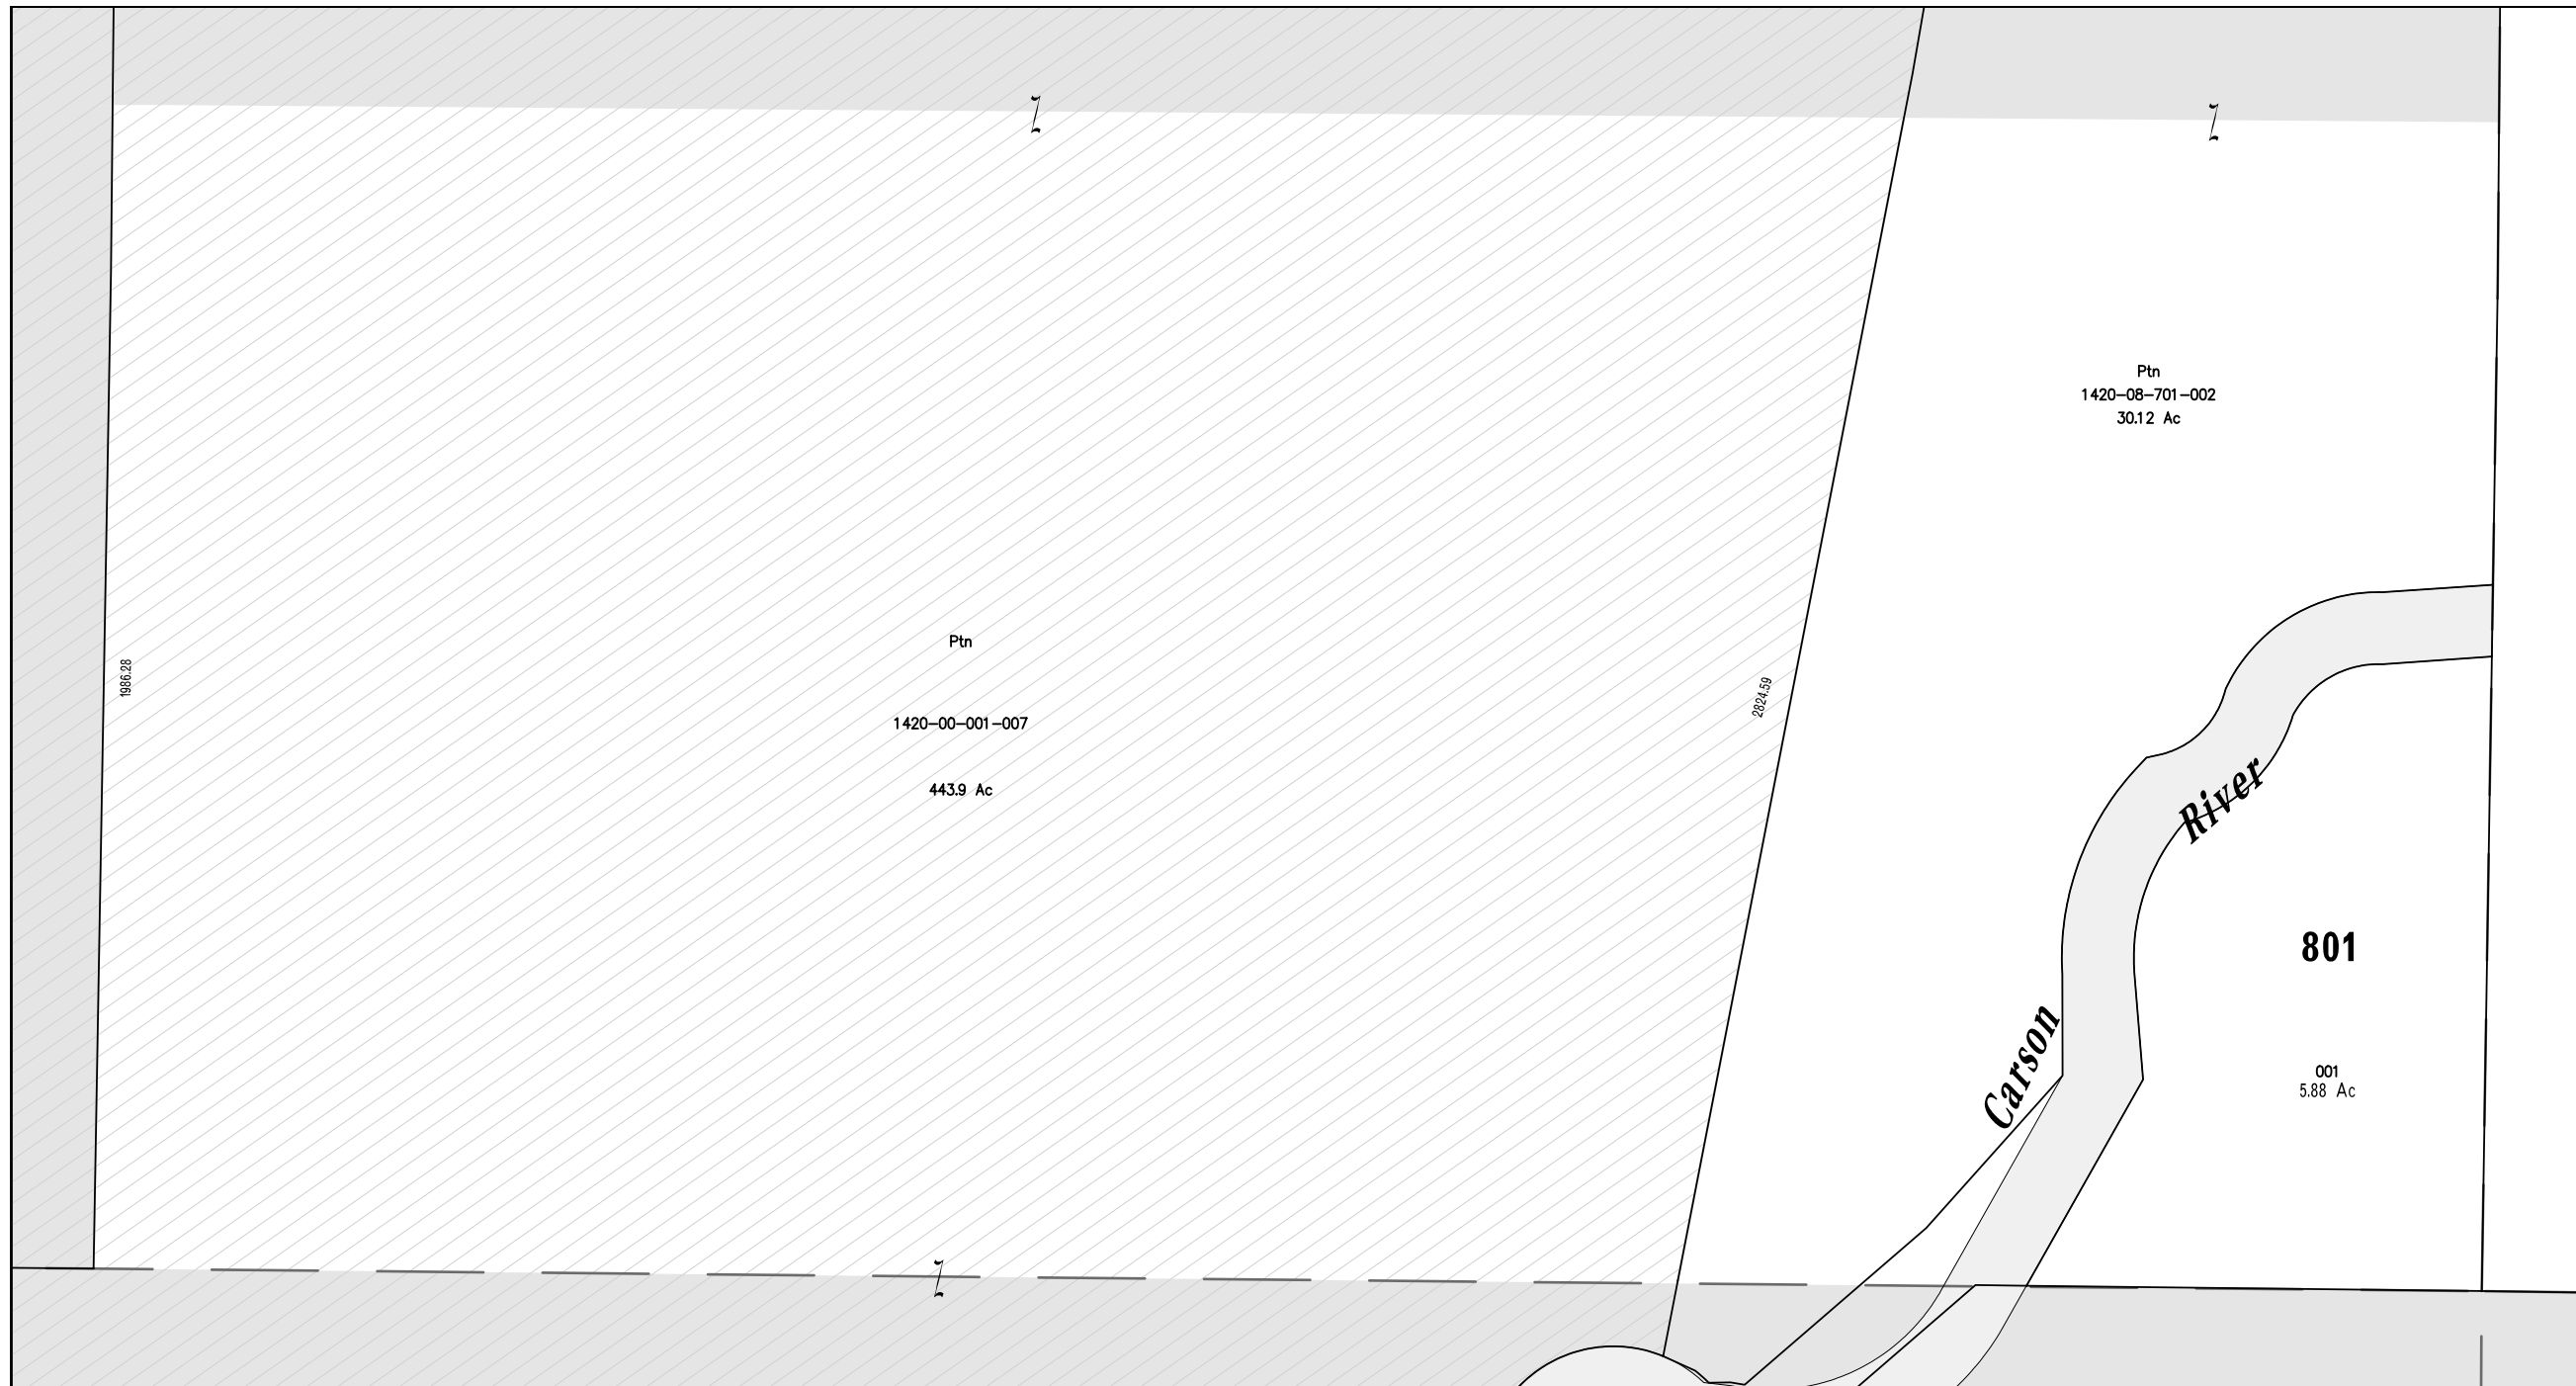 Ptn
1420-08-701-002
30.12 Ac
Ptn
1420-00-001-007
443.9 Ac
1986.28
2824.59
Carson River
801
001
5.88 Ac